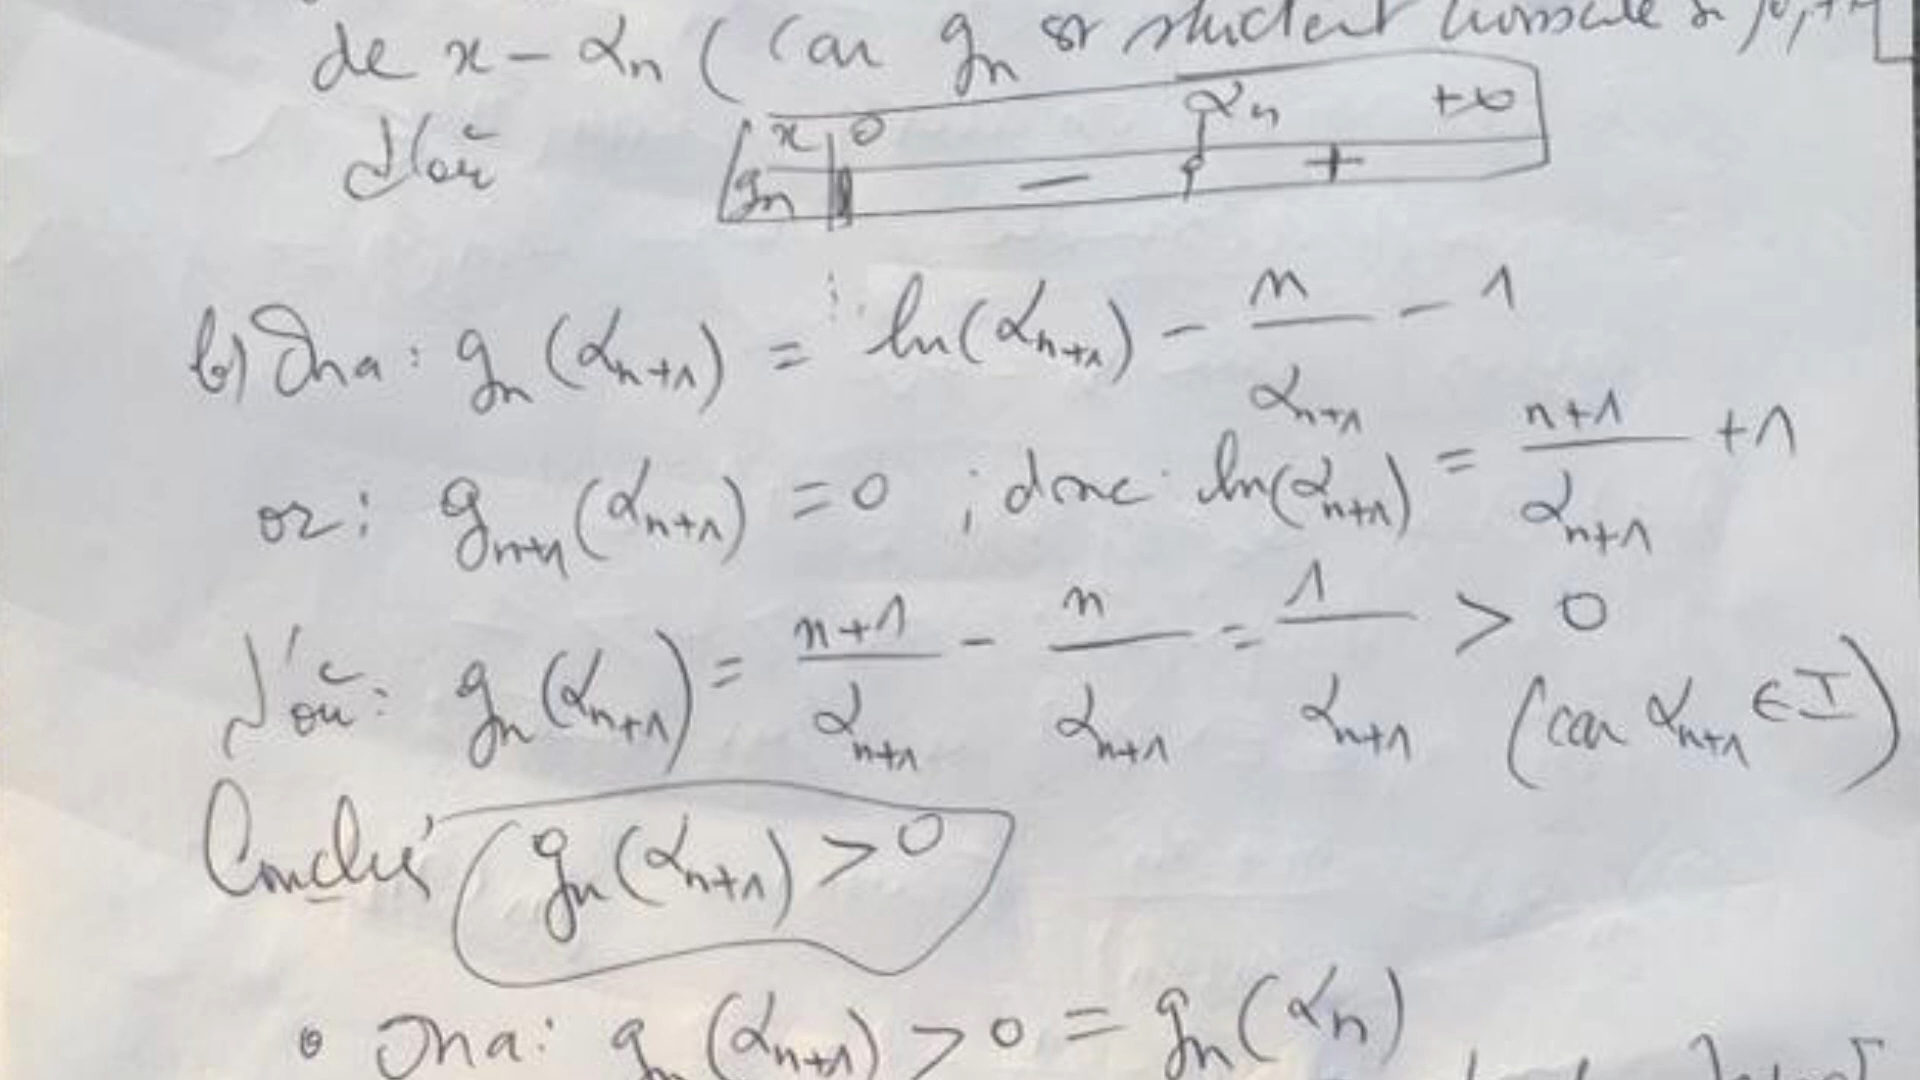 de x - αn ( car gn est strictement croissante sur ]0, +
d'où
x 0 αn +∞
gn - +
b) On a : gn (αn+1) = ln(αn+1) - n/αn+1 - 1
or : gn+1 (αn+1) = 0 ; donc ln(αn+1) = n+1/αn+1 + 1
d'où : gn (αn+1) = n+1/αn+1 - n/αn+1 = 1/αn+1 > 0
(car αn+1 ∈ I)
gn(αn+1) > 0
• On a : gn (αn+1) > 0 = gn(αn)